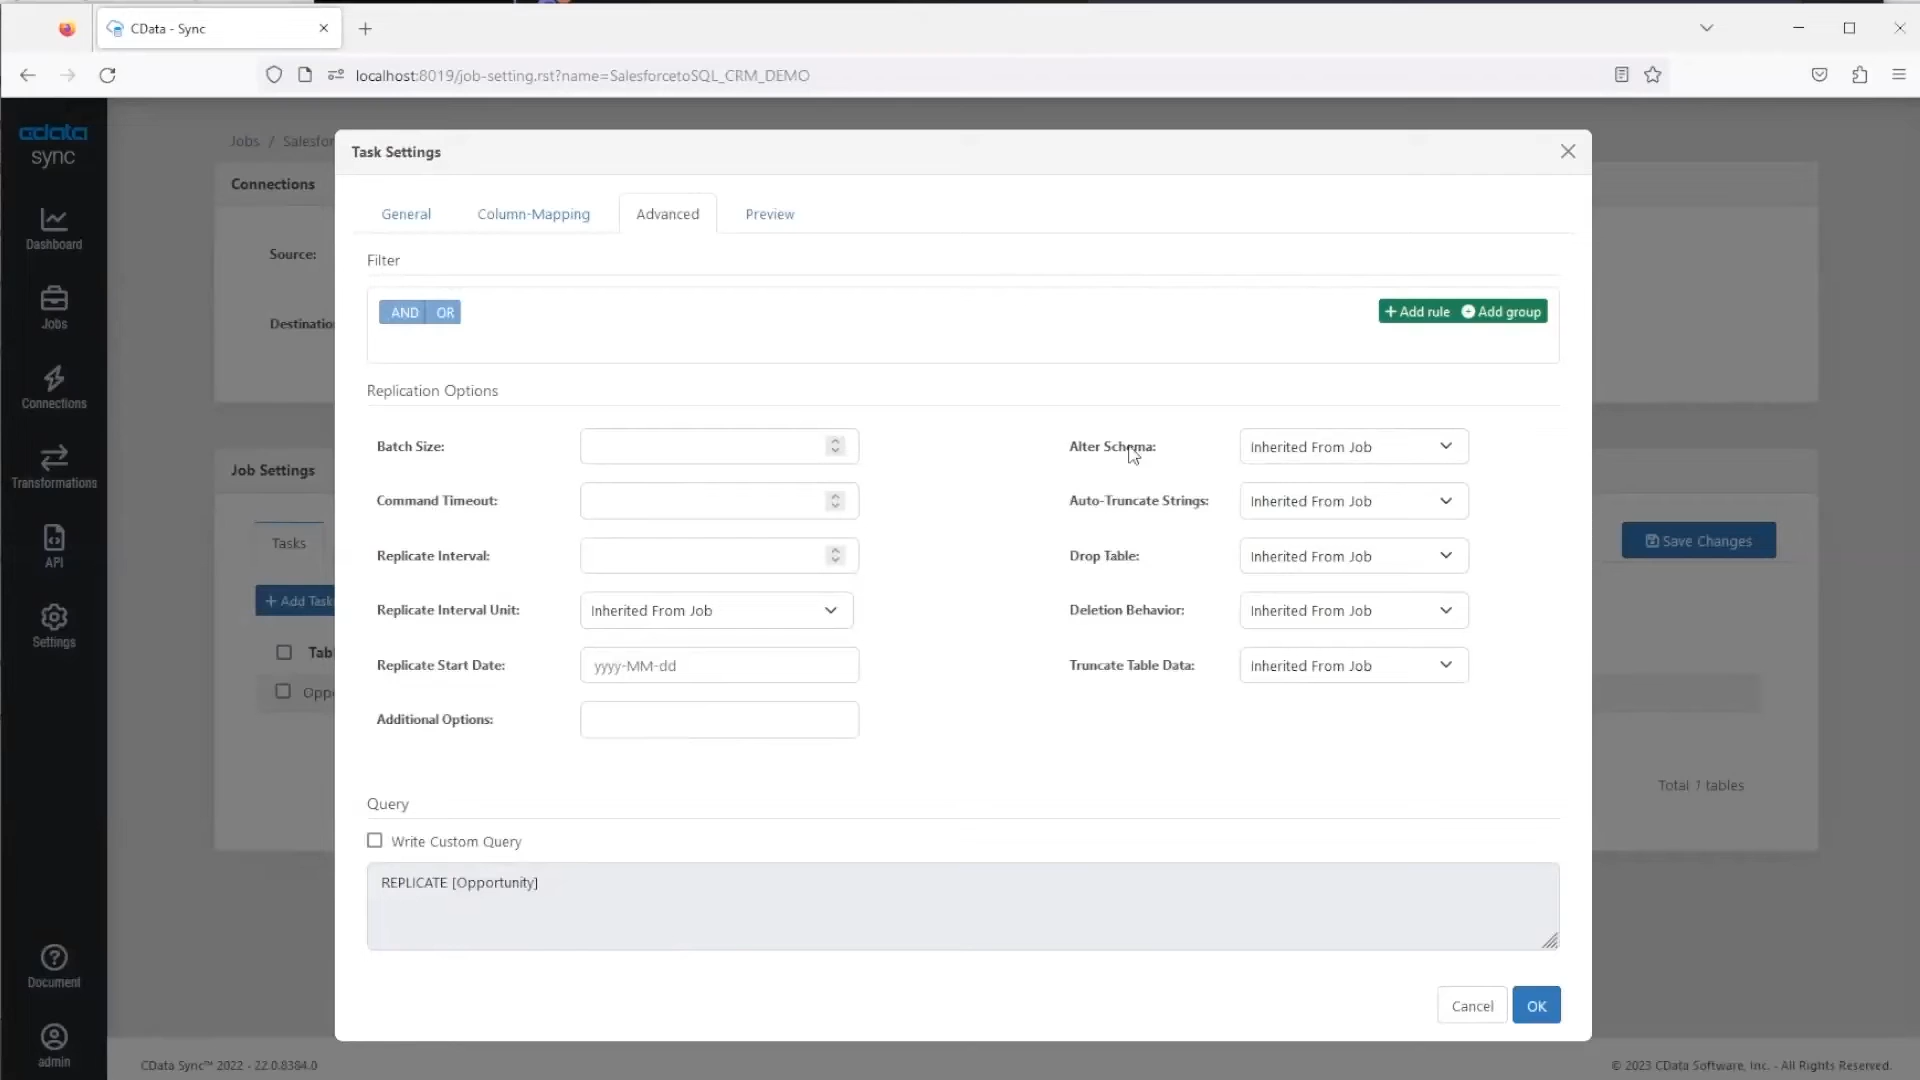 CData - Sync
localhost:8019/job-setting.rst?name=SalesforcetoSQL_CRM_DEMO
cdata
sync
Dashboard
Jobs
Connections
Transformations
API
Settings
Document
admin
Jobs / Salesfor
Connections
Source:
Destinatio
Job Settings
Tasks
Save Changes
+ Add Task
Tab
Oppo
Total 1 tables
Task Settings
General
Column-Mapping
Advanced
Preview
Filter
AND OR
+ Add rule
Add group
Replication Options
Batch Size:
Alter Schema:
Inherited From Job
Command Timeout:
Auto-Truncate Strings:
Inherited From Job
Replicate Interval:
Drop Table:
Inherited From Job
Replicate Interval Unit:
Inherited From Job
Deletion Behavior:
Inherited From Job
Replicate Start Date:
yyyy-MM-dd
Truncate Table Data:
Inherited From Job
Additional Options:
Query
Write Custom Query
REPLICATE [Opportunity]
Cancel
OK
CData Sync™ 2022 - 22.0.8384.0
© 2023 CData Software, Inc. - All Rights Reserved.